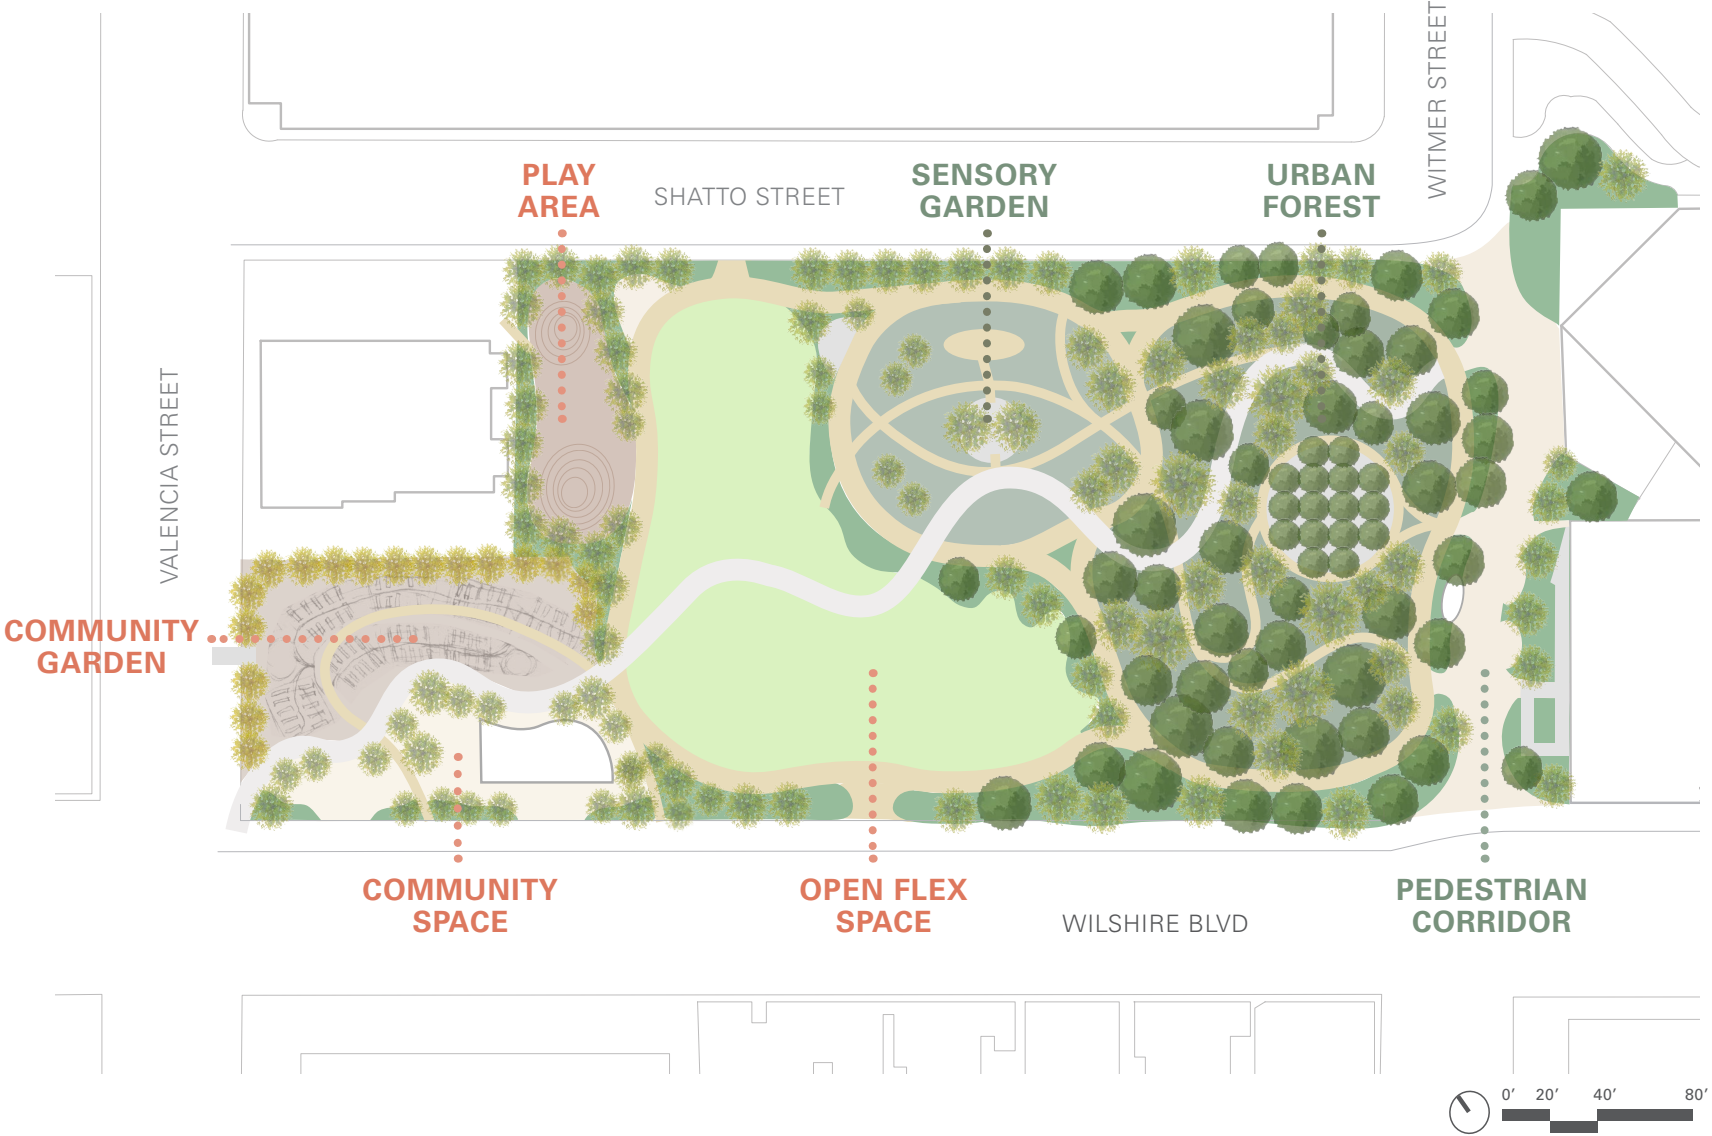 WITMER STREET
PLAY
AREA
SHATTO STREET
SENSORY
GARDEN
URBAN
FOREST
VALENCIA STREET
COMMUNITY
GARDEN
COMMUNITY
SPACE
OPEN FLEX
SPACE
WILSHIRE BLVD
PEDESTRIAN
CORRIDOR
0’ 20’ 40’ 80’